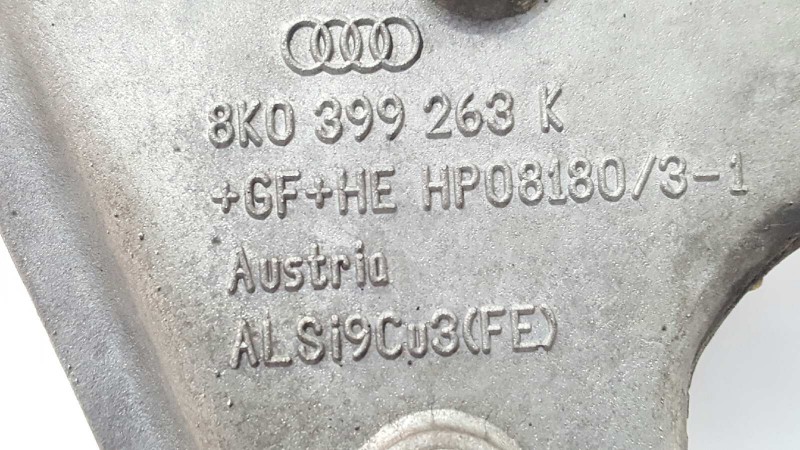 8K0 399 263 K
+GF+HE HP08180/3-1
Austria
ALSi9Cu3(FE)